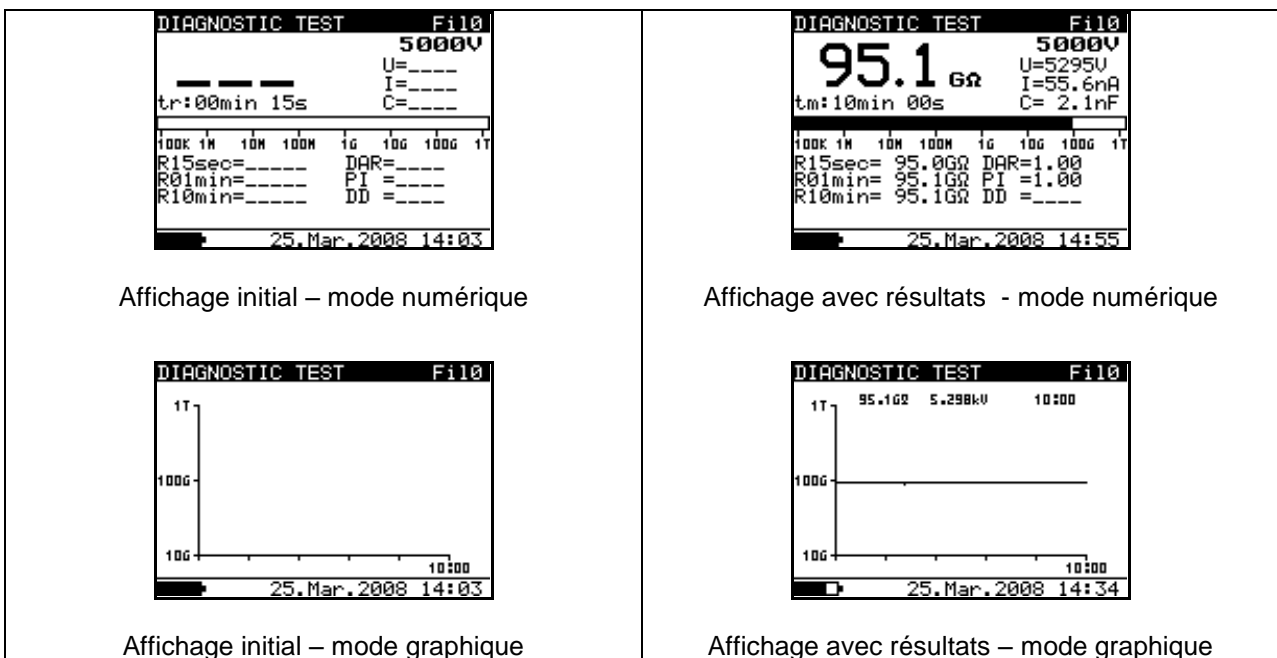 DIAGNOSTIC TEST Fil0
5000V
U=____
I=____
tr:00min 15s C=____
100K 1M 10M 100M 1G 10G 100G 1T
R15sec=_____ DAR=____
R01min=_____ PI =____
R10min=_____ DD =____
25.Mar.2008 14:03
Affichage initial – mode numérique
DIAGNOSTIC TEST Fil0
5000V
95.1 GΩ U=5295V
I=55.6nA
tm:10min 00s C= 2.1nF
100K 1M 10M 100M 1G 10G 100G 1T
R15sec= 95.0GΩ DAR=1.00
R01min= 95.1GΩ PI =1.00
R10min= 95.1GΩ DD =____
25.Mar.2008 14:55
Affichage avec résultats - mode numérique
DIAGNOSTIC TEST Fil0
1T
100G
10G
10:00
25.Mar.2008 14:03
Affichage initial – mode graphique
DIAGNOSTIC TEST Fil0
95.1GΩ 5.298kV 10:00
1T
100G
10G
10:00
25.Mar.2008 14:34
Affichage avec résultats – mode graphique